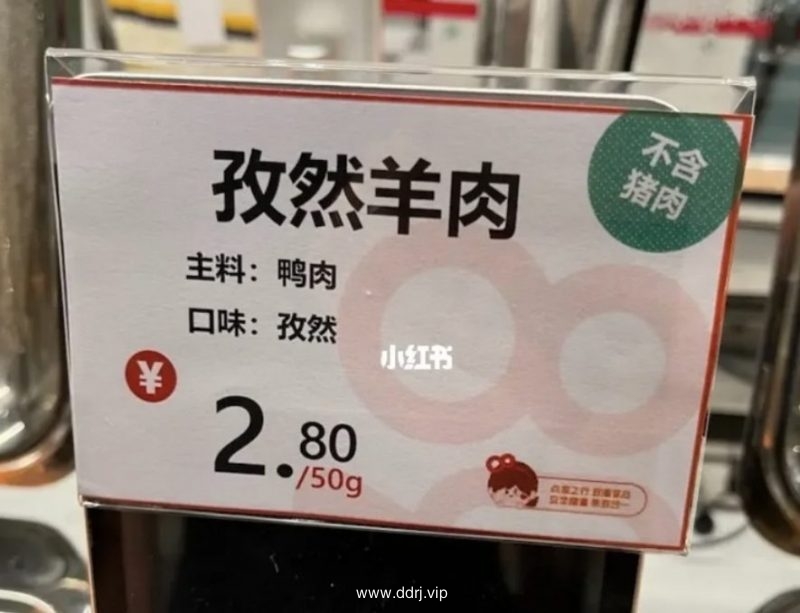 不含
猪肉
孜然羊肉
主料：鸭肉
口味：孜然
小红书
¥
2.80
/50g
www.ddrj.vip